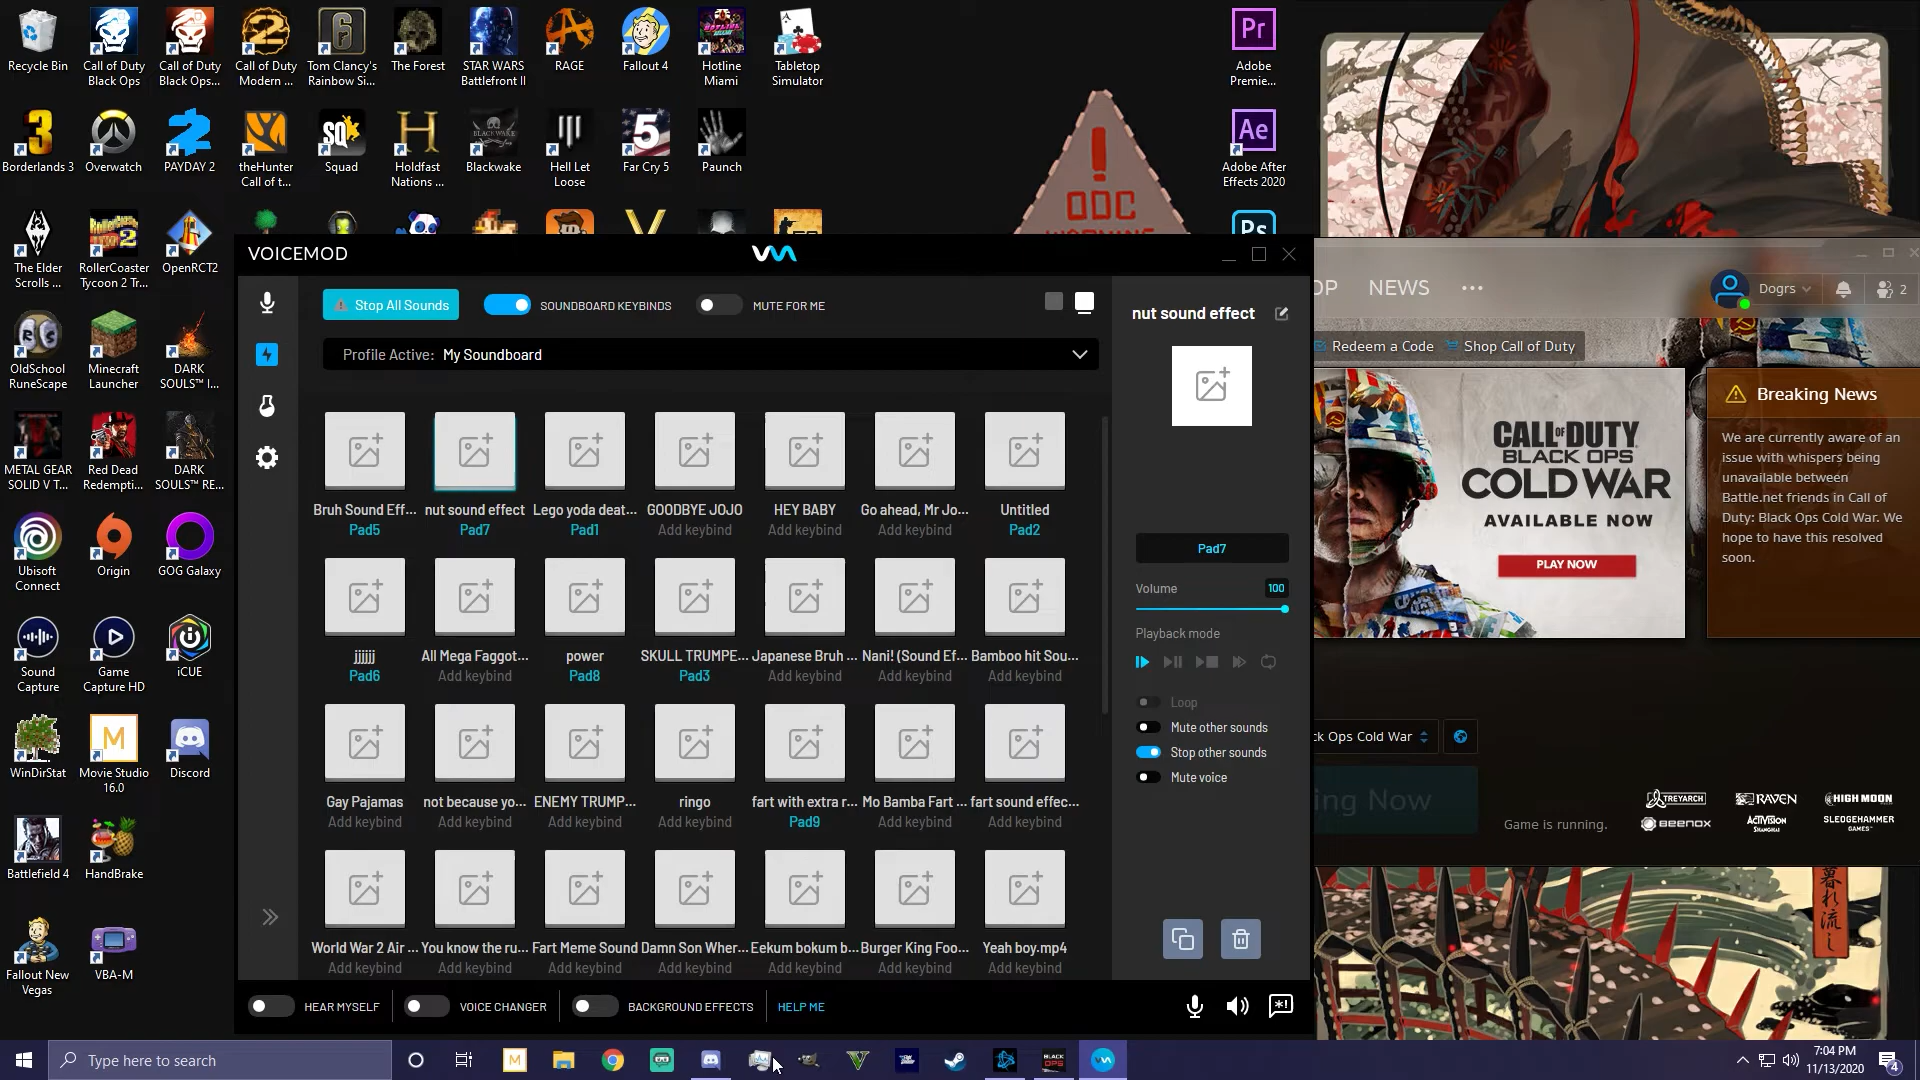 Recycle Bin
Call of Duty Black Ops
Call of Duty Black Ops...
Call of Duty Modern ...
Tom Clancy's Rainbow Si...
The Forest
STAR WARS Battlefront II
RAGE
Fallout 4
Hotline Miami
Tabletop Simulator
Adobe Premie...
Borderlands 3
Overwatch
PAYDAY 2
theHunter Call of t...
Squad
Holdfast Nations ...
Blackwake
Hell Let Loose
Far Cry 5
Paunch
Adobe After Effects 2020
ODC
WARNING
The Elder Scrolls ...
RollerCoaster Tycoon 2 Tr...
OpenRCT2
OldSchool RuneScape
Minecraft Launcher
DARK SOULS™ I...
METAL GEAR SOLID V T...
Red Dead Redempti...
DARK SOULS™ RE...
Ubisoft Connect
Origin
GOG Galaxy
Sound Capture
Game Capture HD
iCUE
WinDirStat
Movie Studio 16.0
Discord
Battlefield 4
HandBrake
Fallout New Vegas
VBA-M
VOICEMOD
Stop All Sounds
SOUNDBOARD KEYBINDS
MUTE FOR ME
Profile Active: My Soundboard
Bruh Sound Eff...
Pad5
nut sound effect
Pad7
Lego yoda deat...
Pad1
GOODBYE JOJO
Add keybind
HEY BABY
Add keybind
Go ahead, Mr Jo...
Add keybind
Untitled
Pad2
jjjjjj
Pad6
All Mega Faggot...
Add keybind
power
Pad8
SKULL TRUMPE...
Pad3
Japanese Bruh ...
Add keybind
Nani! (Sound Ef...
Add keybind
Bamboo hit Sou...
Add keybind
Gay Pajamas
Add keybind
not because yo...
Add keybind
ENEMY TRUMP...
Add keybind
ringo
Add keybind
fart with extra r...
Pad9
Mo Bamba Fart ...
Add keybind
fart sound effec...
Add keybind
World War 2 Air ...
Add keybind
You know the ru...
Add keybind
Fart Meme Sound
Add keybind
Damn Son Wher...
Add keybind
Eekum bokum b...
Add keybind
Burger King Foo...
Add keybind
Yeah boy.mp4
Add keybind
nut sound effect
Pad7
Volume 100
Playback mode
Loop
Mute other sounds
Stop other sounds
Mute voice
HEAR MYSELF
VOICE CHANGER
BACKGROUND EFFECTS
HELP ME
OP
NEWS
Dogrs
2
Redeem a Code
Shop Call of Duty
CALL OF DUTY
BLACK OPS
COLD WAR
AVAILABLE NOW
PLAY NOW
Breaking News
We are currently aware of an
issue with whispers being
unavailable between
Battle.net friends in Call of
Duty: Black Ops Cold War. We
hope to have this resolved
soon.
ck Ops Cold War
ing Now
Game is running.
TREYARCH
RAVEN
HIGH MOON
BEENOX
ACTIVISION SHANGHAI
SLEDGEHAMMER GAMES
暮れ流し
Type here to search
7:04 PM
11/13/2020
4